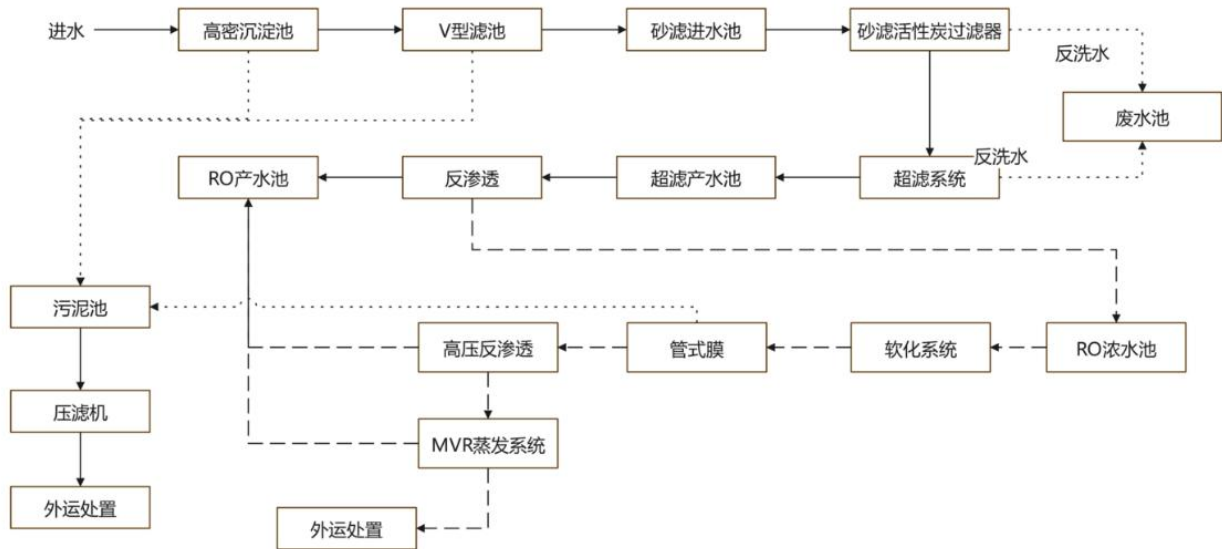 进水
高密沉淀池
V型滤池
砂滤进水池
砂滤活性炭过滤器
反洗水
废水池
RO产水池
反渗透
超滤产水池
超滤系统
反洗水
污泥池
高压反渗透
管式膜
软化系统
RO浓水池
压滤机
MVR蒸发系统
外运处置
外运处置